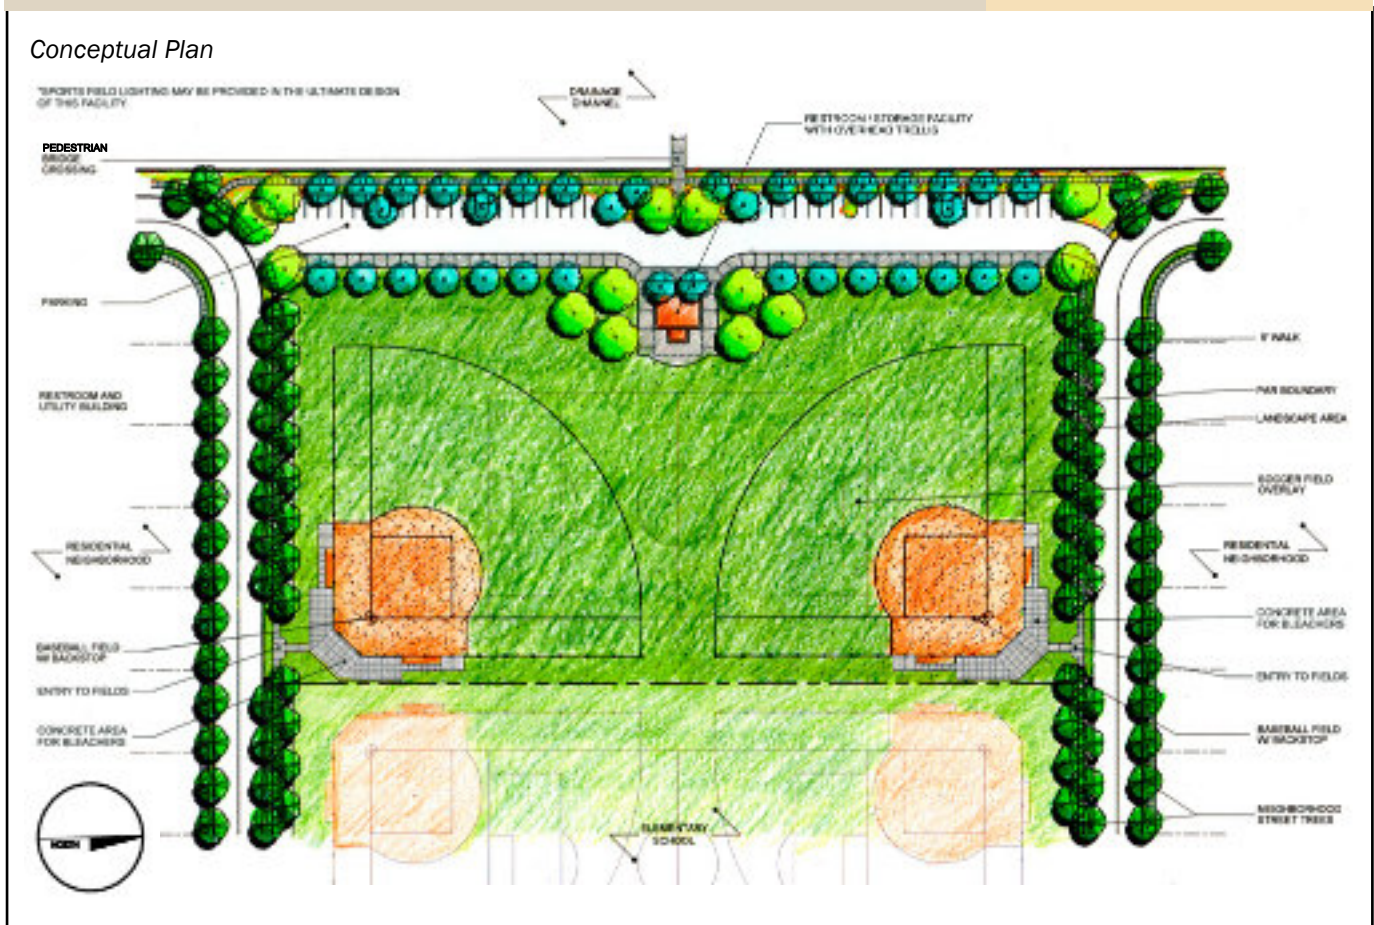 Conceptual Plan
*SPORTS FIELD LIGHTING MAY BE PROVIDED IN THE ULTIMATE DESIGN
OF THIS FACILITY.
DRAINAGE
CHANNEL
RESTROOM / STORAGE FACILITY
WITH OVERHEAD TRELLIS
PEDESTRIAN
BRIDGE
CROSSING
PARKING
RESTROOM AND
UTILITY BUILDING
RESIDENTIAL
NEIGHBORHOOD
BASEBALL FIELD
W/ BACKSTOP
ENTRY TO FIELDS
CONCRETE AREA
FOR BLEACHERS
NORTH
WALK
PAR BOUNDARY
LANDSCAPE AREA
SOCCER FIELD
OVERLAY
RESIDENTIAL
NEIGHBORHOOD
CONCRETE AREA
FOR BLEACHERS
ENTRY TO FIELDS
BASEBALL FIELD
W/ BACKSTOP
NEIGHBORHOOD
STREET TREES
ELEMENTARY
SCHOOL